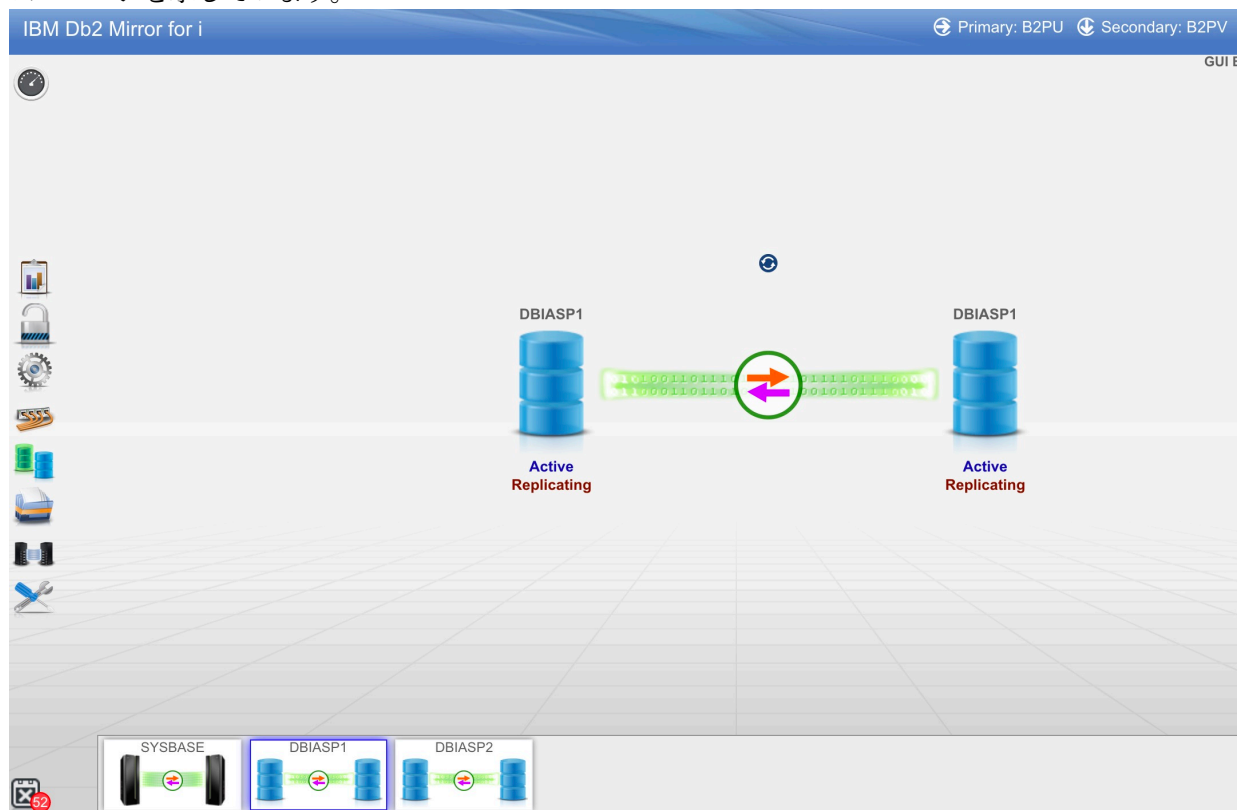 IBM Db2 Mirror for i
Primary: B2PU Secondary: B2PV
DBIASP1
DBIASP1
Active
Replicating
Active
Replicating
SYSBASE
DBIASP1
DBIASP2
52